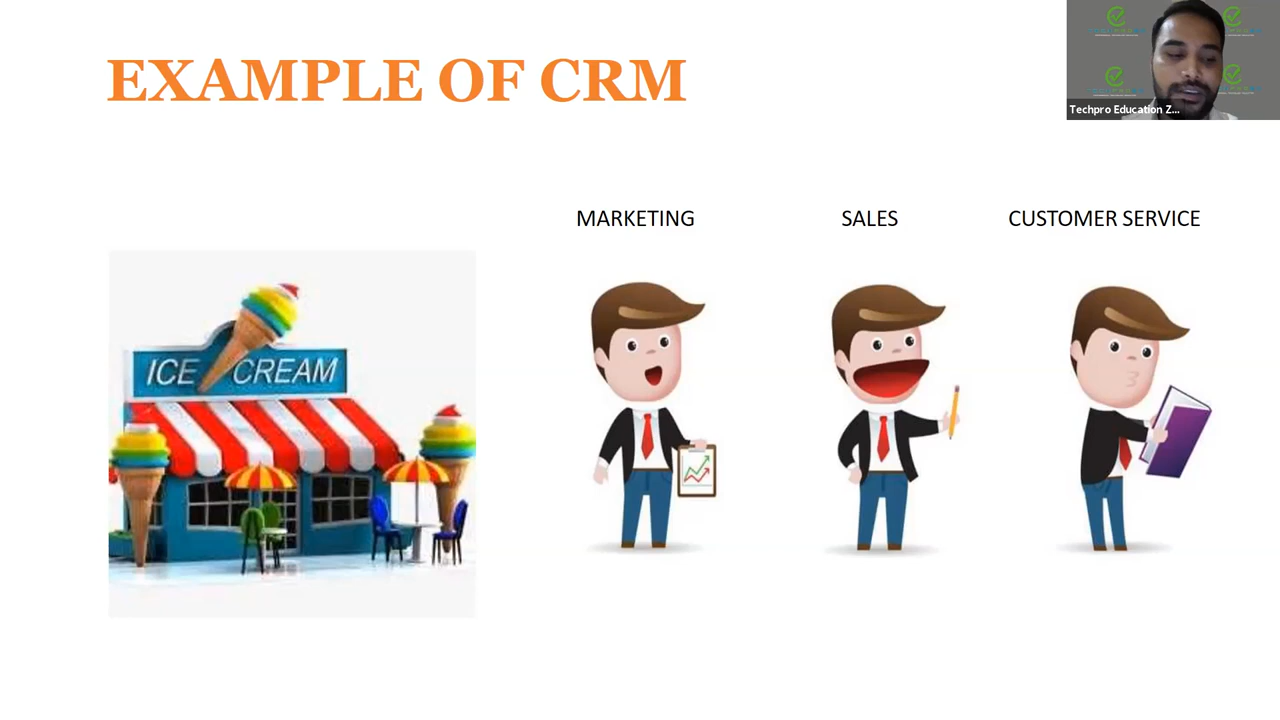 EXAMPLE OF CRM
Techpro Education Z...
MARKETING
SALES
CUSTOMER SERVICE
ICE CREAM